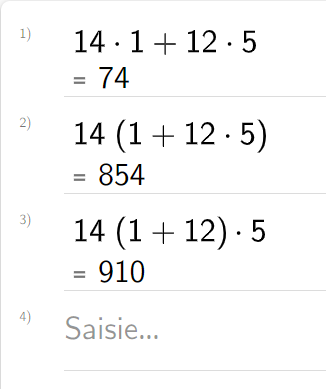 1)
14 · 1 + 12 · 5
= 74
2)
14 (1 + 12 · 5)
= 854
3)
14 (1 + 12) · 5
= 910
4)
Saisie...